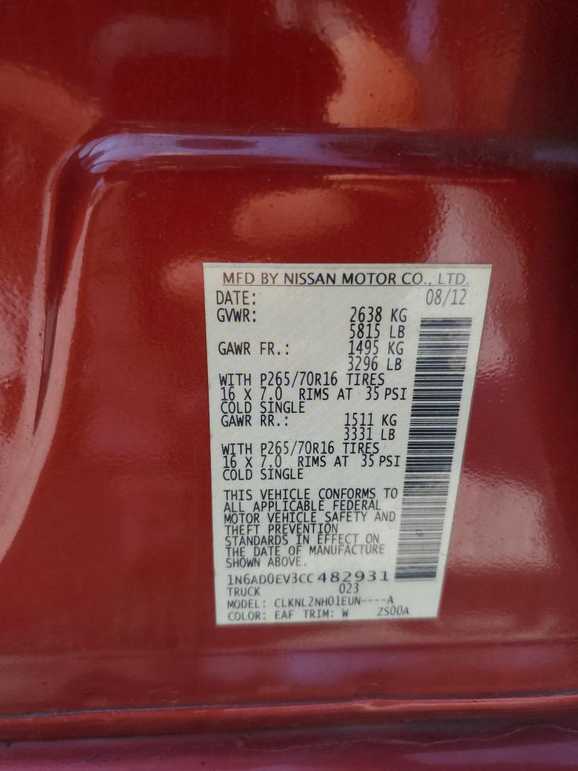 MFD BY NISSAN MOTOR CO., LTD.
DATE: 08/12
GVWR: 2638 KG
5815 LB
GAWR FR.: 1495 KG
3296 LB
WITH P265/70R16 TIRES
16 X 7.0 RIMS AT 35 PSI
COLD SINGLE
GAWR RR.: 1511 KG
3331 LB
WITH P265/70R16 TIRES
16 X 7.0 RIMS AT 35 PSI
COLD SINGLE
THIS VEHICLE CONFORMS TO
ALL APPLICABLE FEDERAL
MOTOR VEHICLE SAFETY AND
THEFT PREVENTION
STANDARDS IN EFFECT ON
THE DATE OF MANUFACTURE
SHOWN ABOVE.
1N6AD0EV3CC482931
TRUCK 023
MODEL: CLKNLZNH01EUN----A
COLOR: EAF TRIM: W ZS00A